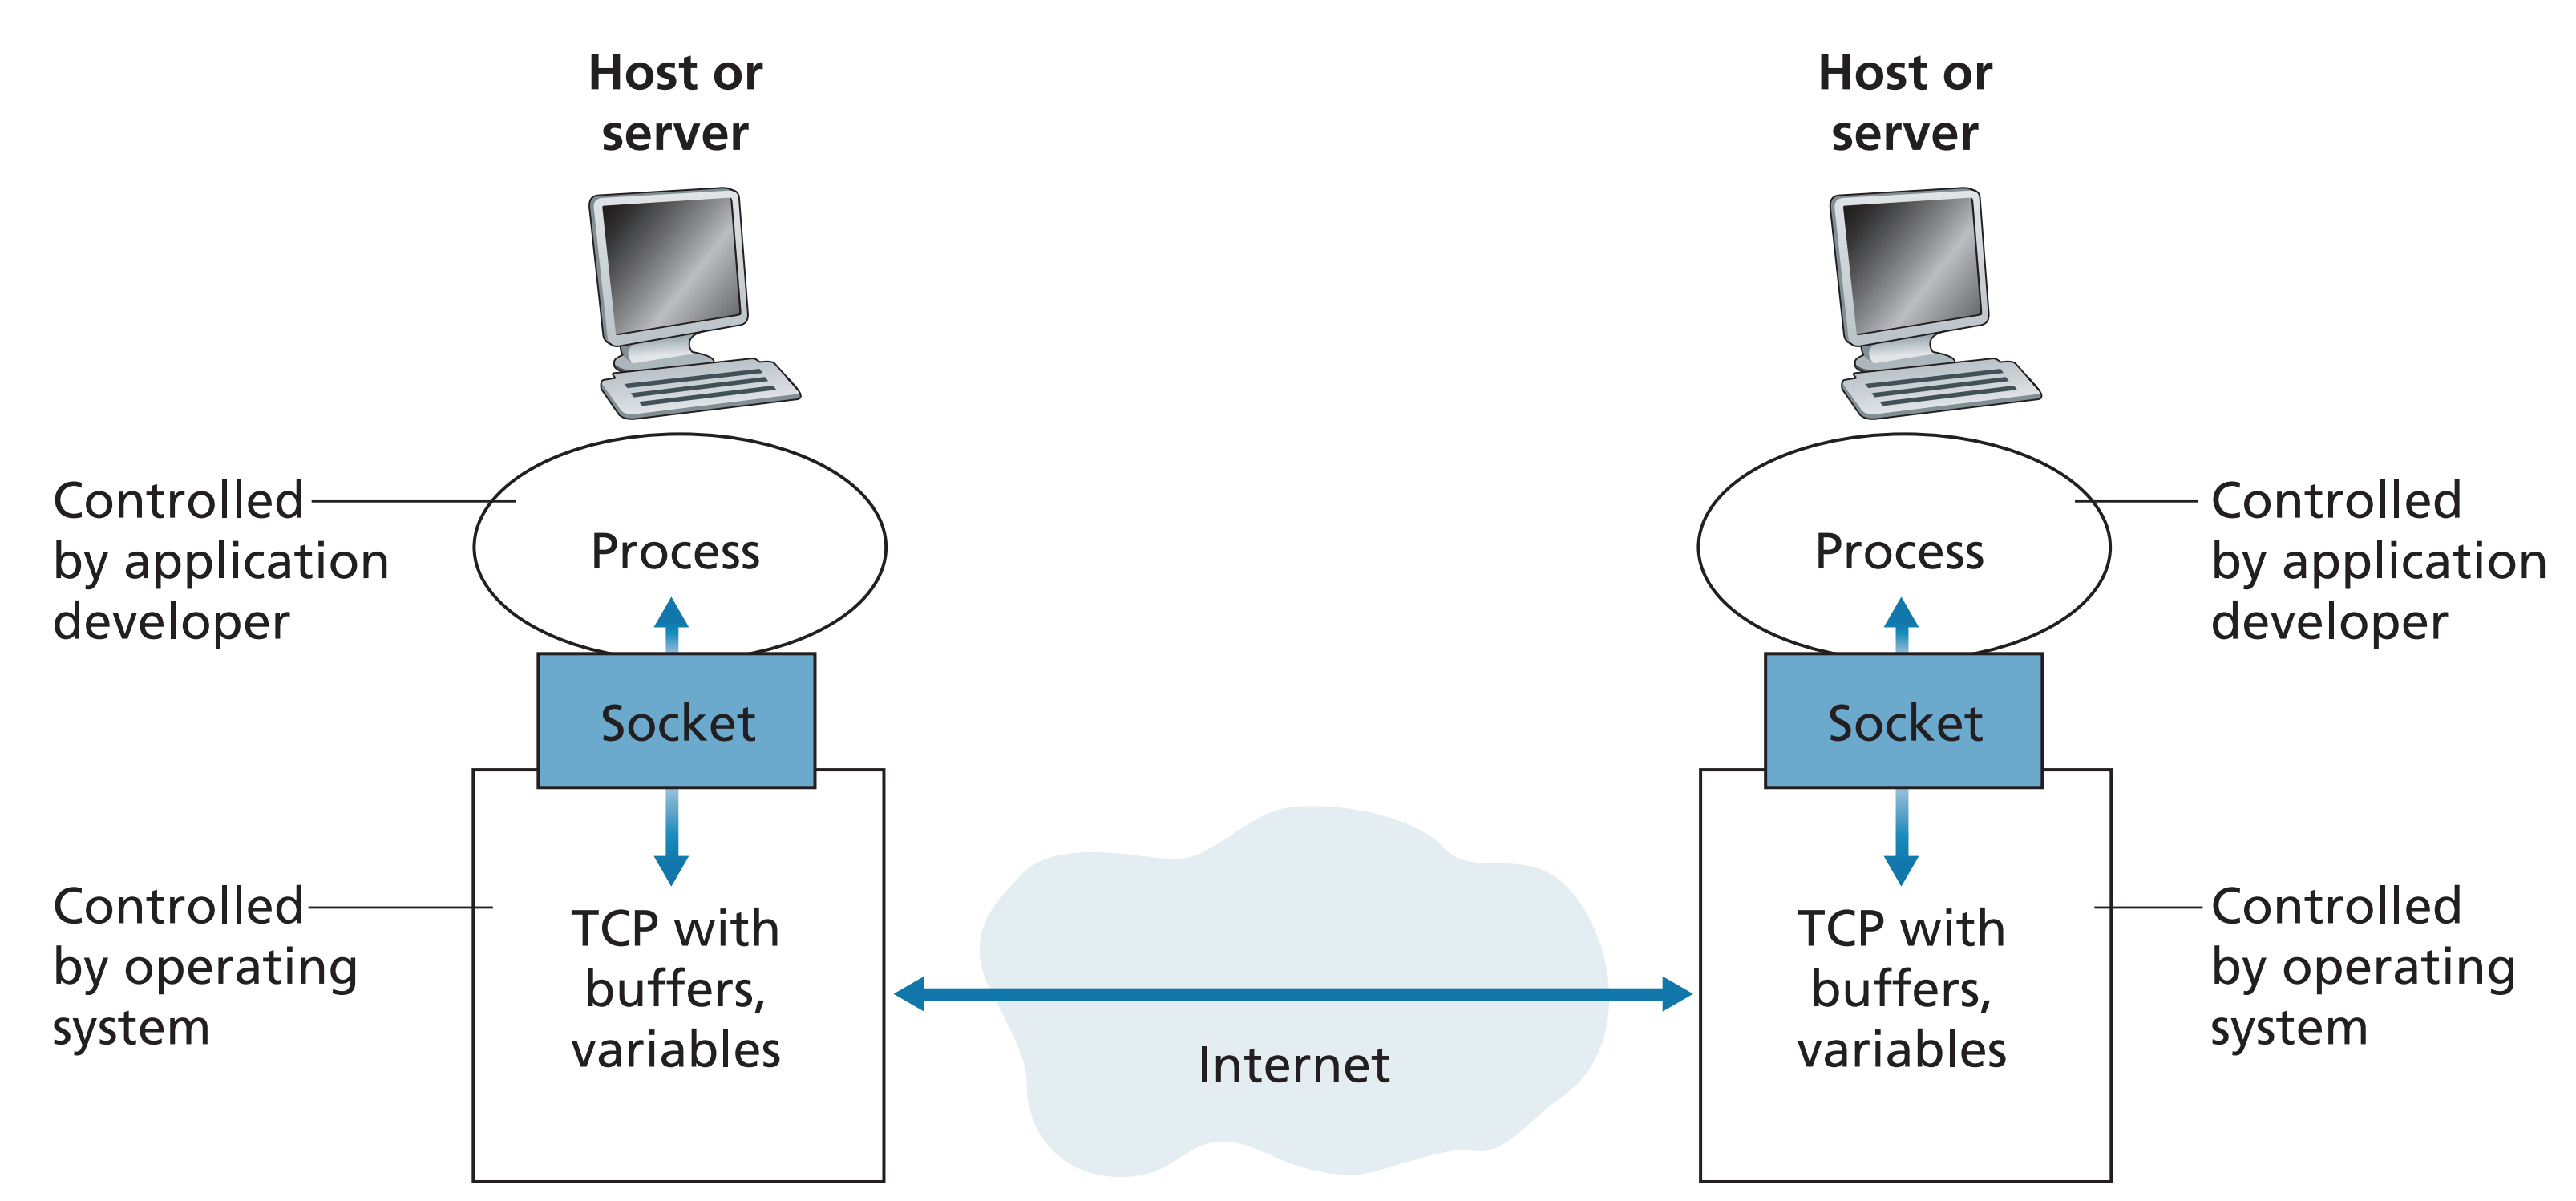 Host or
server
Host or
server
Controlled
by application
developer
Process
Process
Controlled
by application
developer
Socket
Socket
Controlled
by operating
system
TCP with
buffers,
variables
Internet
TCP with
buffers,
variables
Controlled
by operating
system